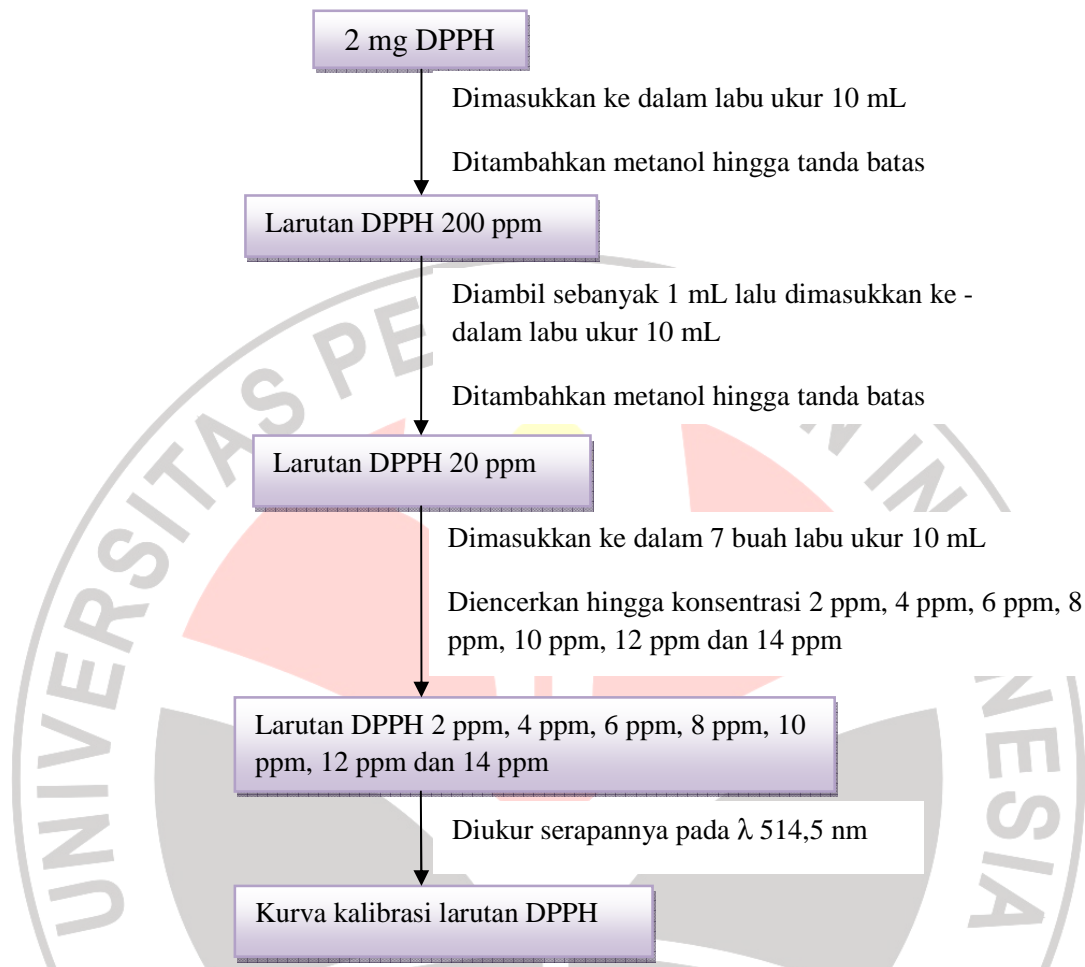 2 mg DPPH
Dimasukkan ke dalam labu ukur 10 mL
Ditambahkan metanol hingga tanda batas
Larutan DPPH 200 ppm
Diambil sebanyak 1 mL lalu dimasukkan ke -
dalam labu ukur 10 mL
Ditambahkan metanol hingga tanda batas
Larutan DPPH 20 ppm
Dimasukkan ke dalam 7 buah labu ukur 10 mL
Diencerkan hingga konsentrasi 2 ppm, 4 ppm, 6 ppm, 8
ppm, 10 ppm, 12 ppm dan 14 ppm
Larutan DPPH 2 ppm, 4 ppm, 6 ppm, 8 ppm, 10
ppm, 12 ppm dan 14 ppm
Diukur serapannya pada λ 514,5 nm
Kurva kalibrasi larutan DPPH
UNIVERSITAS PE N IN NESIA